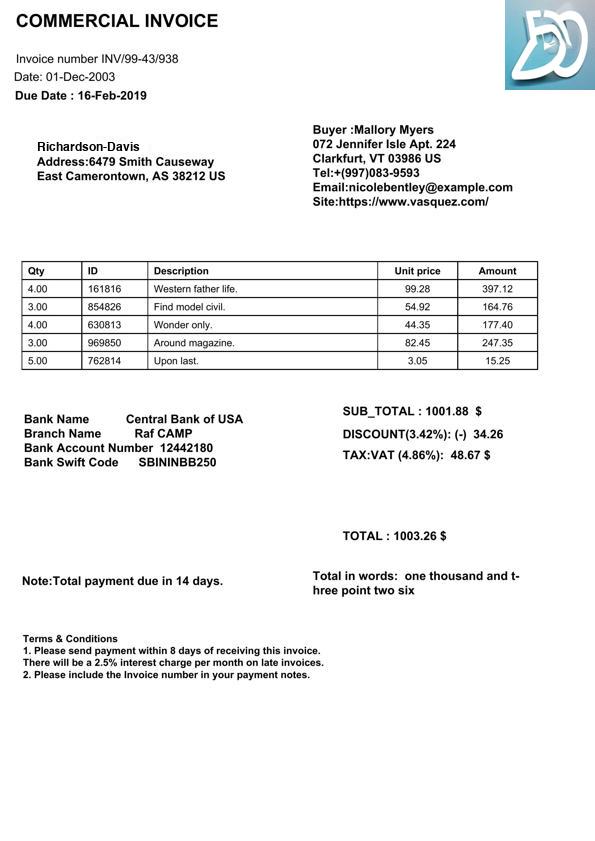 COMMERCIAL INVOICE
Invoice number INV/99-43/938
Date: 01-Dec-2003
Due Date : 16-Feb-2019
Richardson-Davis
Address:6479 Smith Causeway
East Camerontown, AS 38212 US
Buyer :Mallory Myers
072 Jennifer Isle Apt. 224
Clarkfurt, VT 03986 US
Tel:+(997)083-9593
Email:nicolebentley@example.com
Site:https://www.vasquez.com/
Qty ID Description Unit price Amount
4.00 161816 Western father life. 99.28 397.12
3.00 854826 Find model civil. 54.92 164.76
4.00 630813 Wonder only. 44.35 177.40
3.00 969850 Around magazine. 82.45 247.35
5.00 762814 Upon last. 3.05 15.25
Bank Name Central Bank of USA
Branch Name Raf CAMP
Bank Account Number 12442180
Bank Swift Code SBININBB250
SUB_TOTAL : 1001.88 $
DISCOUNT(3.42%): (-) 34.26
TAX:VAT (4.86%): 48.67 $
TOTAL : 1003.26 $
Note:Total payment due in 14 days.
Total in words: one thousand and t-
hree point two six
Terms & Conditions
1. Please send payment within 8 days of receiving this invoice.
There will be a 2.5% interest charge per month on late invoices.
2. Please include the Invoice number in your payment notes.